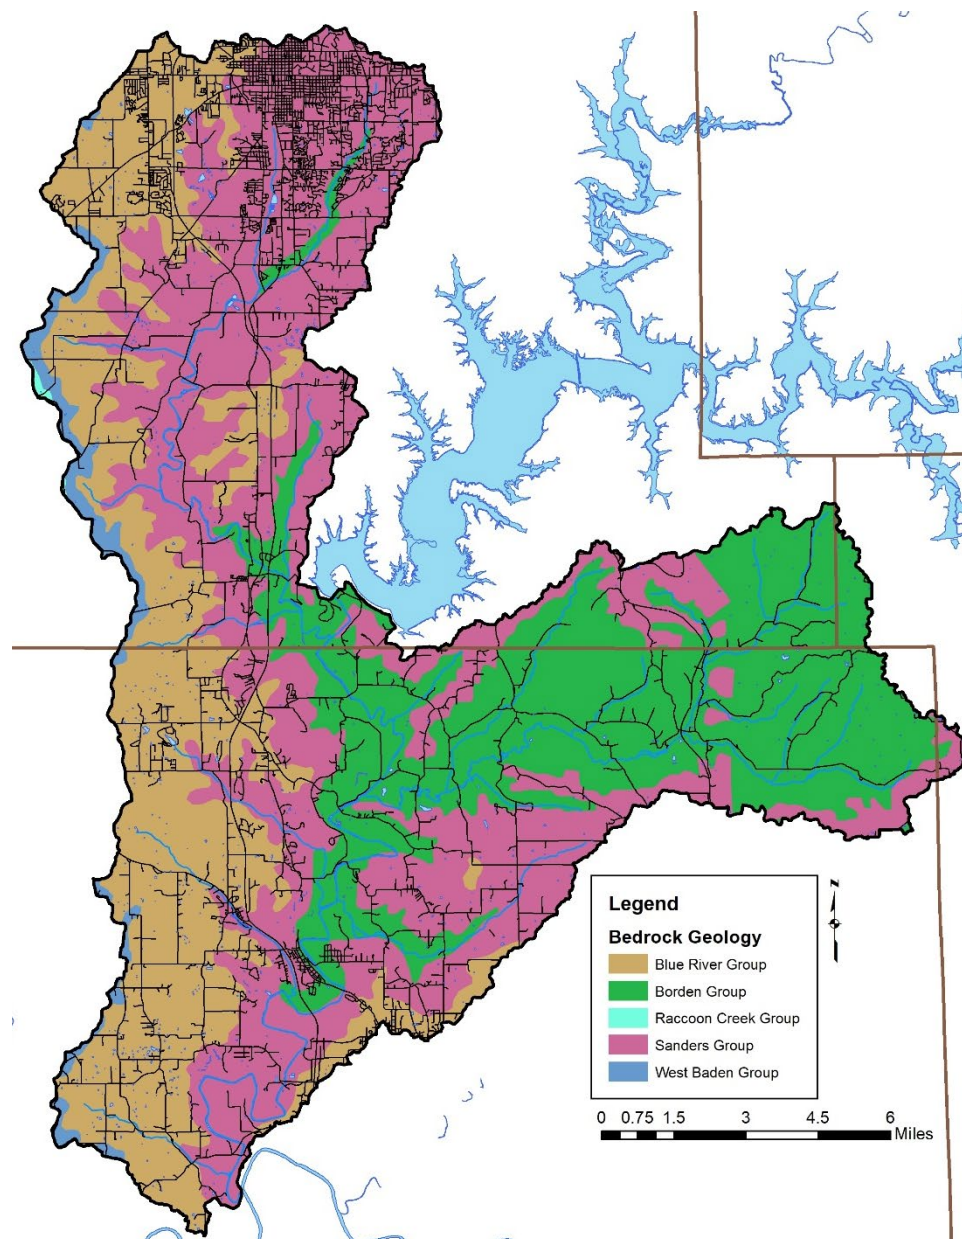 Legend
Bedrock Geology
Blue River Group
Borden Group
Raccoon Creek Group
Sanders Group
West Baden Group
N
0 0.75 1.5 3 4.5 6
Miles